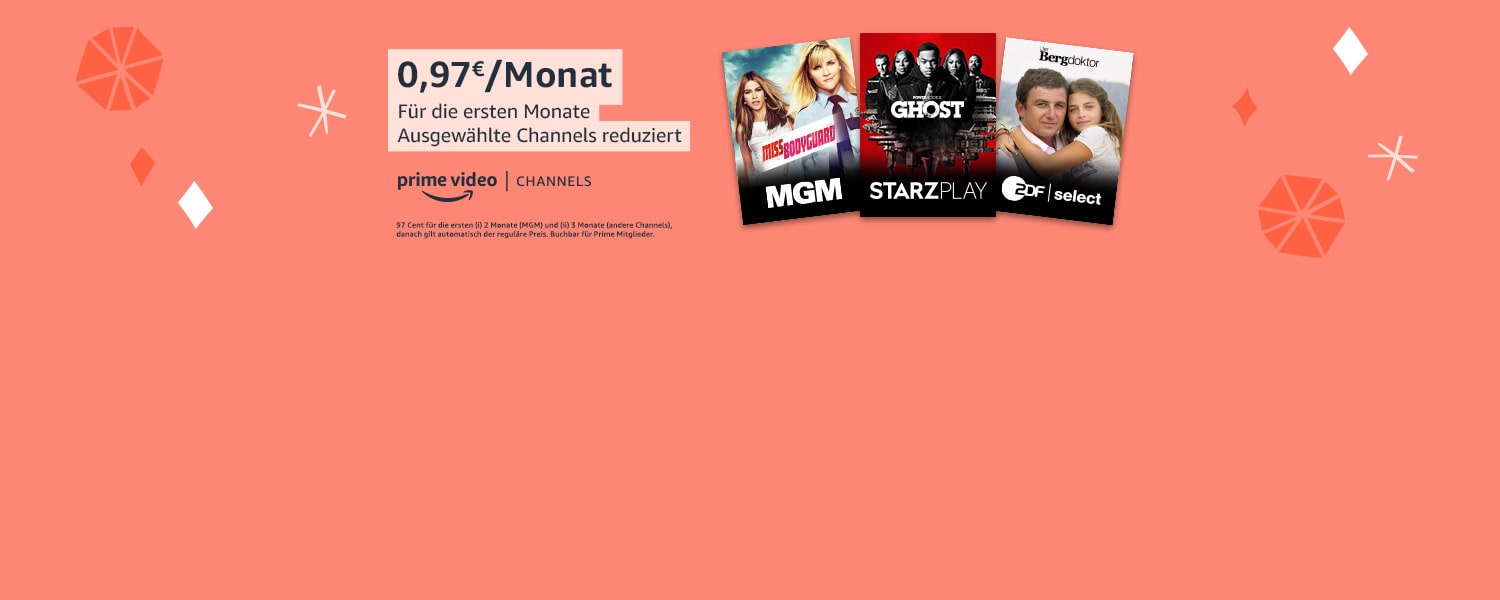 0,97€/Monat
Für die ersten Monate
Ausgewählte Channels reduziert
prime video | CHANNELS
97 Cent für die ersten (i) 2 Monate (MGM) und (ii) 3 Monate (andere Channels),
danach gilt automatisch der reguläre Preis. Buchbar für Prime Mitglieder.
MISS BODYGUARD
MGM
POWER BOOK II
GHOST
STARZPLAY
Der
Bergdoktor
ZDF | select